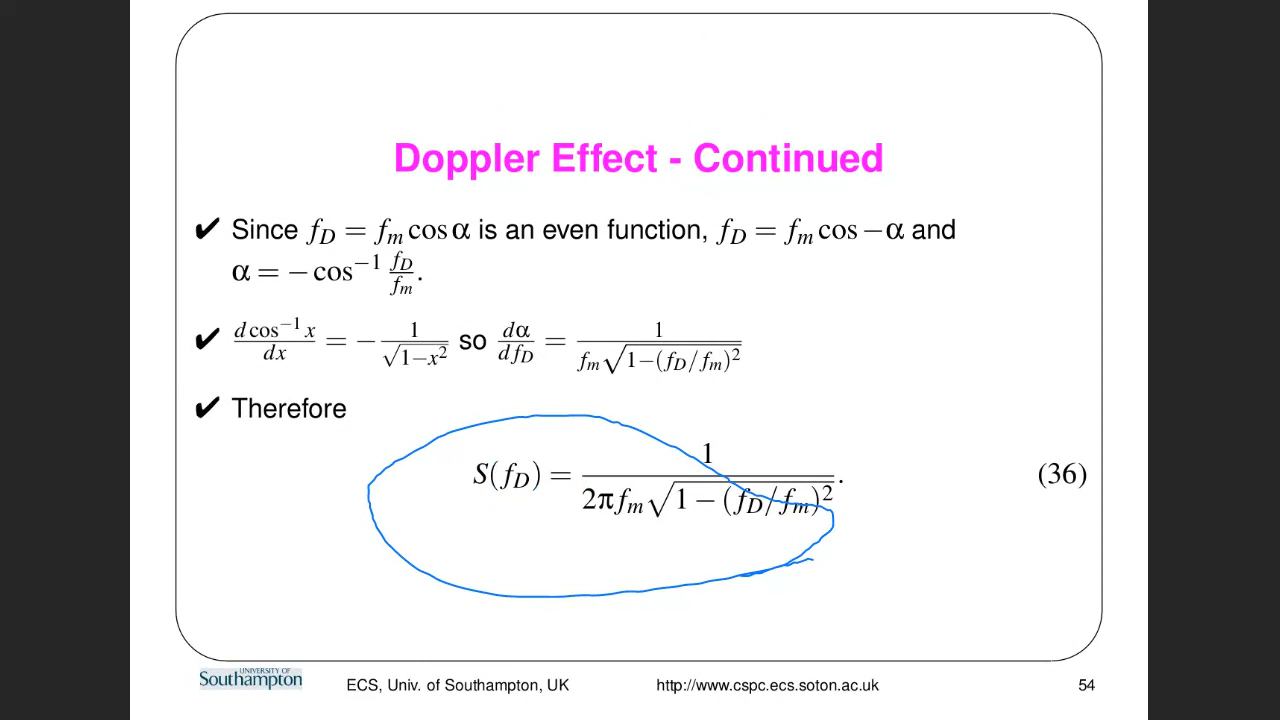 Doppler Effect - Continued
✔ Since f_D = f_m cos α is an even function, f_D = f_m cos −α and
α = − cos⁻¹ f_D/f_m.
✔ d cos⁻¹ x/dx = − 1/√(1−x²) so dα/df_D = 1/(f_m√(1−(f_D/f_m)²))
✔ Therefore
S(f_D) = 1/(2πf_m√(1 − (f_D/f_m)²)). (36)
UNIVERSITY OF
Southampton
ECS, Univ. of Southampton, UK http://www.cspc.ecs.soton.ac.uk 54